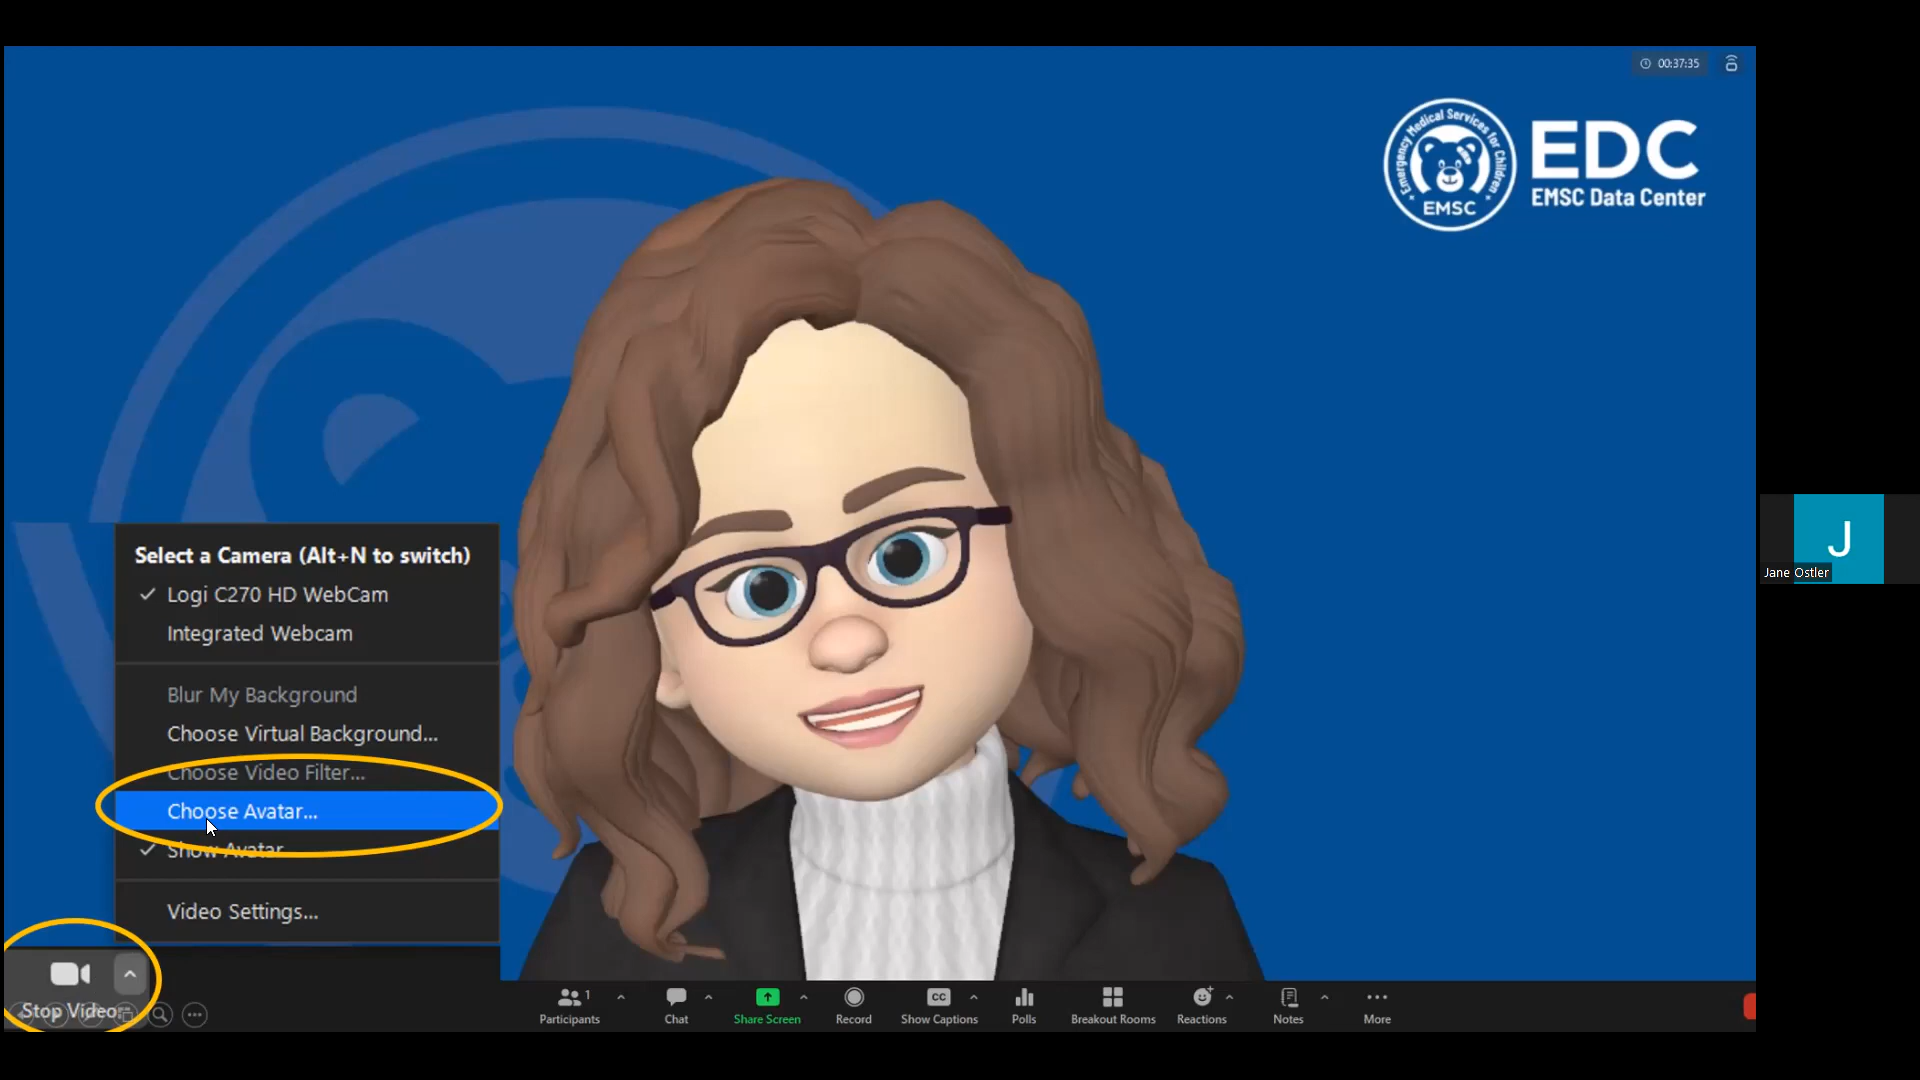 00:37:35
Emergency Medical Services for Children
EMSC
EDC
EMSC Data Center
Select a Camera (Alt+N to switch)
Logi C270 HD WebCam
Integrated Webcam
Blur My Background
Choose Virtual Background...
Choose Video Filter...
Choose Avatar...
Show Avatar
Video Settings...
J
Jane Ostler
Stop Video
1
Participants
Chat
Share Screen
CC
Record
Show Captions
Polls
Breakout Rooms
Reactions
Notes
More